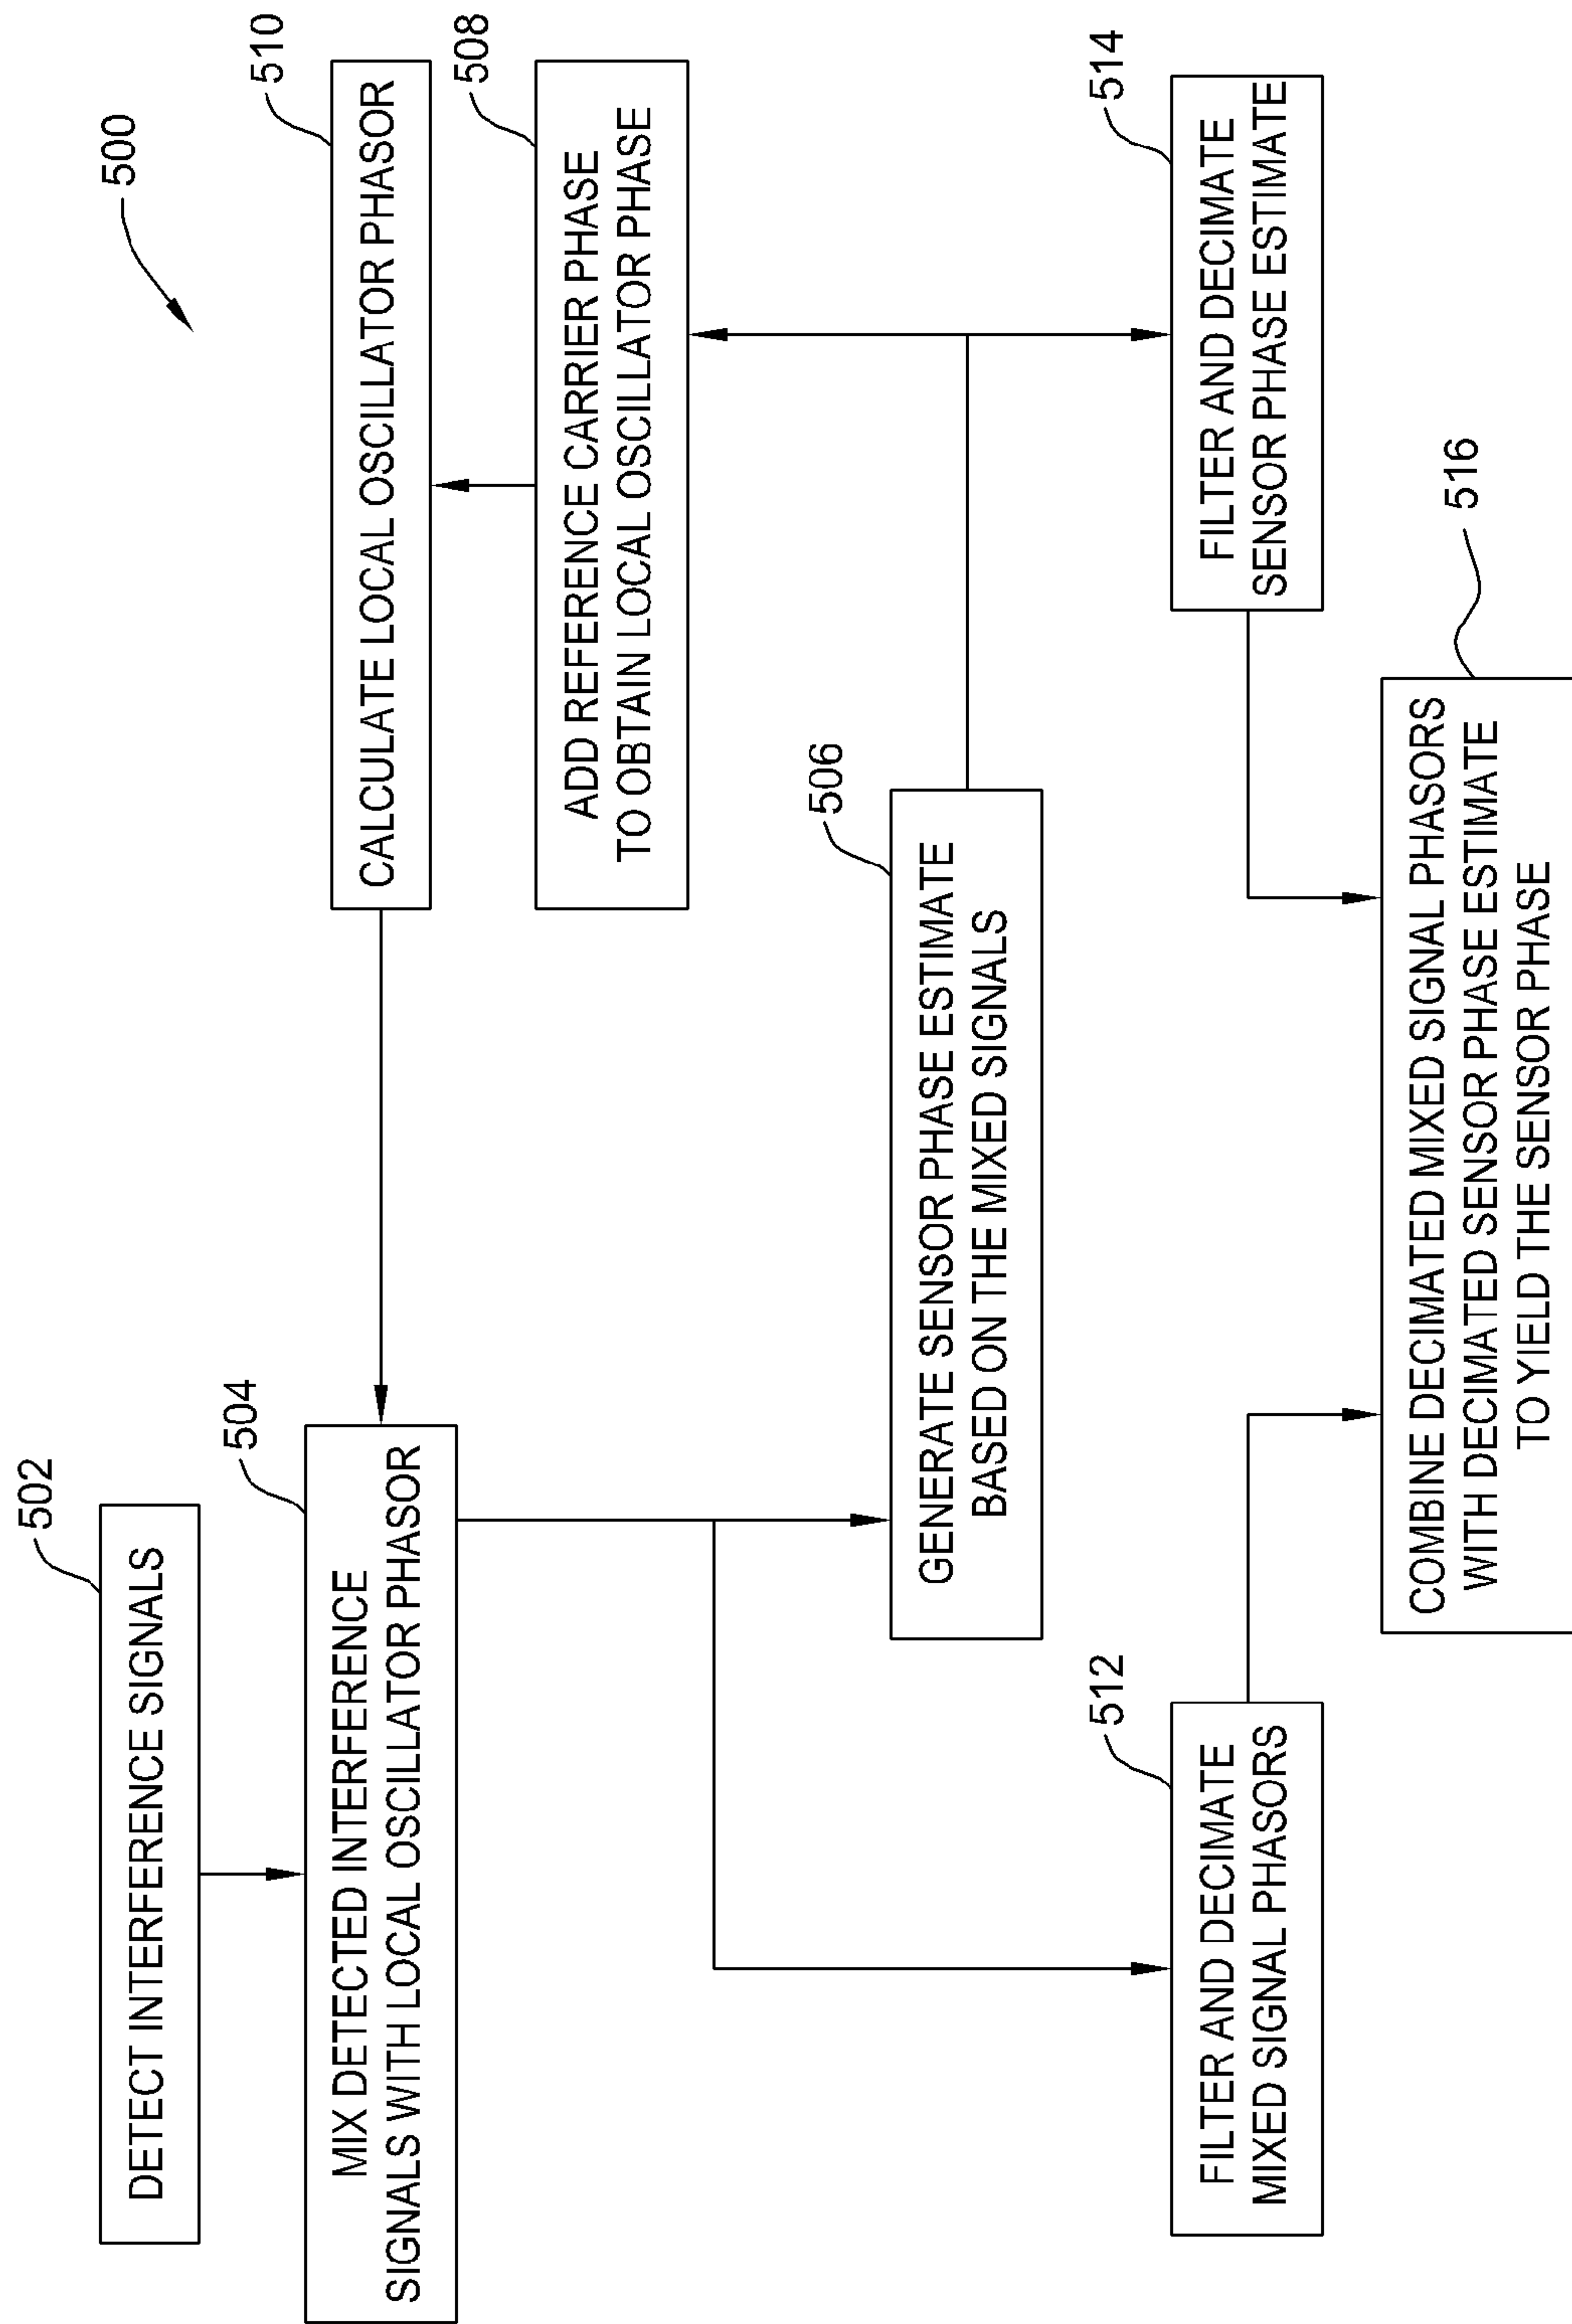 500
502
DETECT INTERFERENCE SIGNALS
504
MIX DETECTED INTERFERENCE
SIGNALS WITH LOCAL OSCILLATOR PHASOR
510
CALCULATE LOCAL OSCILLATOR PHASOR
508
ADD REFERENCE CARRIER PHASE
TO OBTAIN LOCAL OSCILLATOR PHASE
506
GENERATE SENSOR PHASE ESTIMATE
BASED ON THE MIXED SIGNALS
512
FILTER AND DECIMATE
MIXED SIGNAL PHASORS
514
FILTER AND DECIMATE
SENSOR PHASE ESTIMATE
516
COMBINE DECIMATED MIXED SIGNAL PHASORS
WITH DECIMATED SENSOR PHASE ESTIMATE
TO YIELD THE SENSOR PHASE